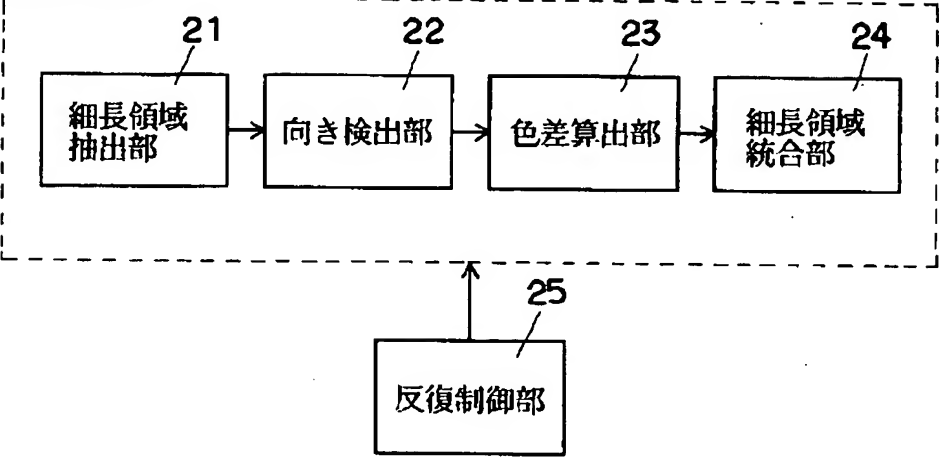 21
22
23
24
細長領域
抽出部
向き検出部
色差算出部
細長領域
統合部
25
反復制御部